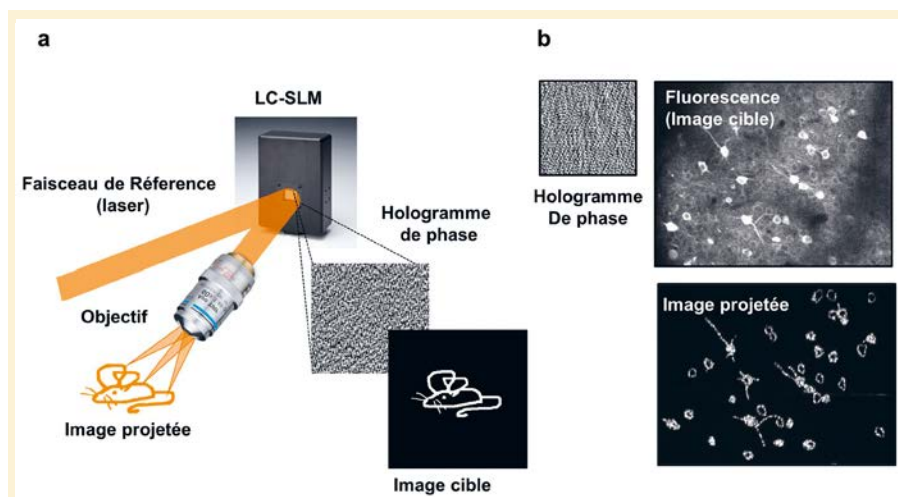 a
LC-SLM
Faisceau de Réference
(laser)
Hologramme
de phase
Objectif
Image projetée
Image cible
b
Fluorescence
(Image cible)
Hologramme
De phase
Image projetée